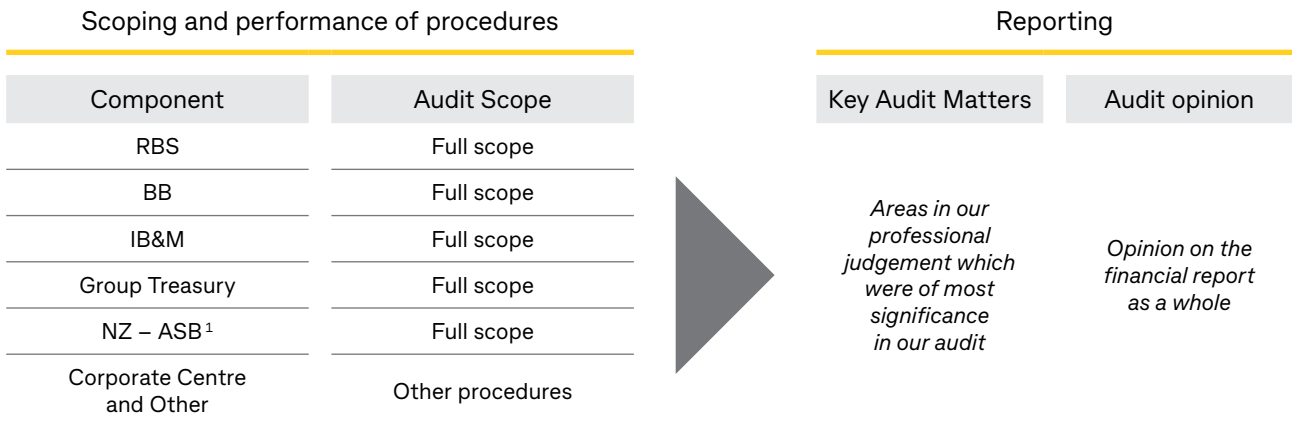 Scoping and performance of procedures
Reporting
Component
Audit Scope
Key Audit Matters
Audit opinion
RBS
Full scope
BB
Full scope
IB&M
Full scope
Group Treasury
Full scope
NZ – ASB¹
Full scope
Corporate Centre
and Other
Other procedures
Areas in our
professional
judgement which
were of most
significance
in our audit
Opinion on the
financial report
as a whole